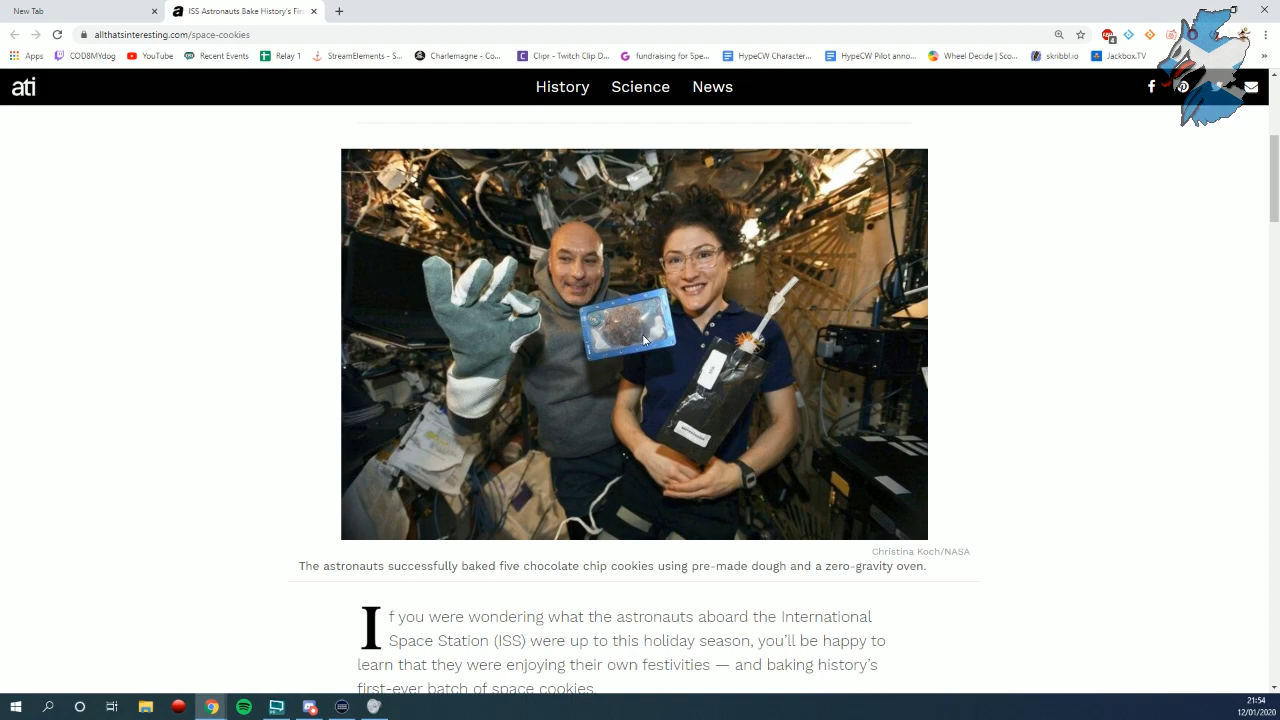 New Tab
ISS Astronauts Bake History's Fir
allthatsinteresting.com/space-cookies
Apps
COD8MYdog
YouTube
Recent Events
Relay 1
StreamElements - S...
Charlemagne - Co...
Clipr - Twitch Clip D...
fundraising for Spe...
HypeCW Character...
HypeCW Pilot anno...
Wheel Decide | Sco...
skribbl.io
Jackbox.TV
ati
History
Science
News
Christina Koch/NASA
The astronauts successfully baked five chocolate chip cookies using pre-made dough and a zero-gravity oven.
If you were wondering what the astronauts aboard the International
Space Station (ISS) were up to this holiday season, you'll be happy to
learn that they were enjoying their own festivities — and baking history's
first-ever batch of space cookies.
21:54
12/01/2020